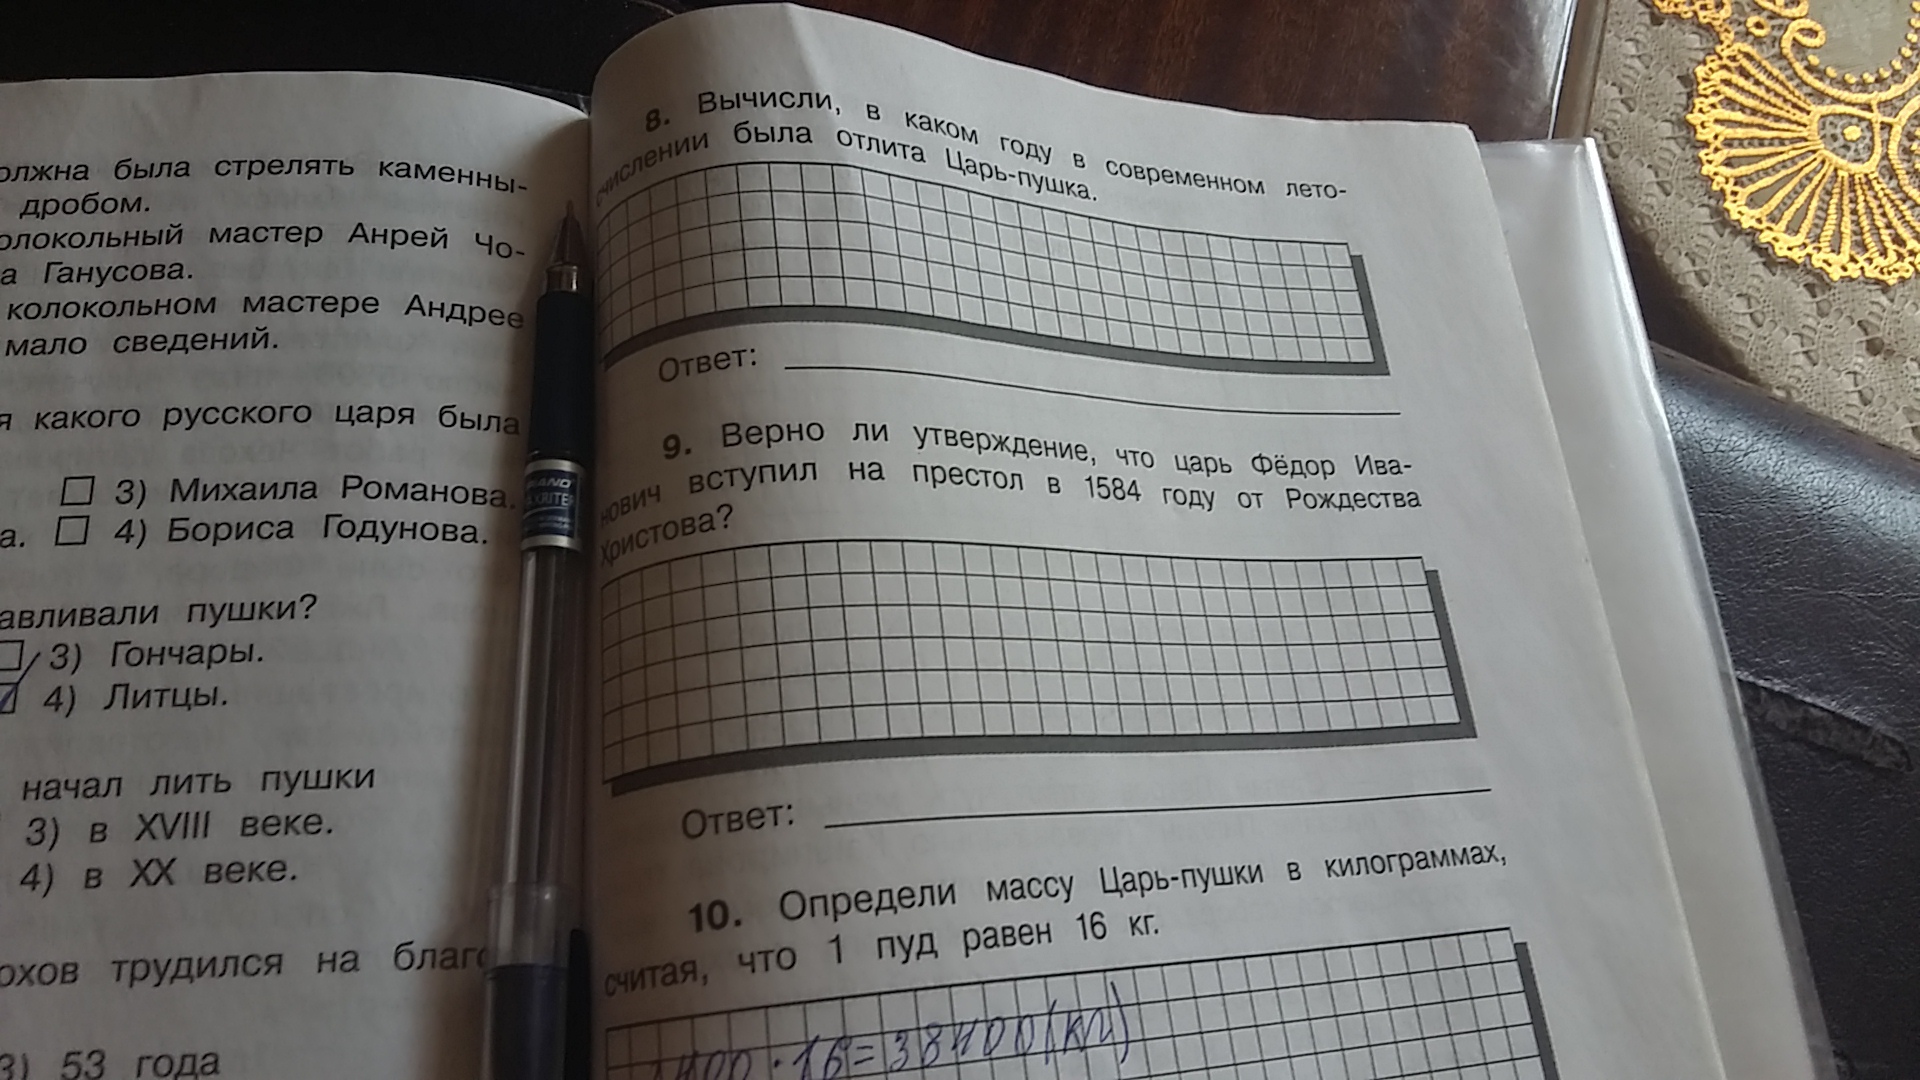 олжна была стрелять каменны-
дробом.
олокольный мастер Анрей Чо-
а Ганусова.
колокольном мастере Андрее
мало сведений.
я какого русского царя была
3) Михаила Романова.
а. 4) Бориса Годунова.
авливали пушки?
3) Гончары.
4) Литцы.
начал лить пушки
3) в XVIII веке.
4) в XX веке.
охов трудился на благо
3) 53 года
8. Вычисли, в каком году в современном лето-
счислении была отлита Царь-пушка.
Ответ:
9. Верно ли утверждение, что царь Фёдор Ива-
нович вступил на престол в 1584 году от Рождества
Христова?
Ответ:
10. Определи массу Царь-пушки в килограммах,
считая, что 1 пуд равен 16 кг.
400 · 16 = 38400 (кг)